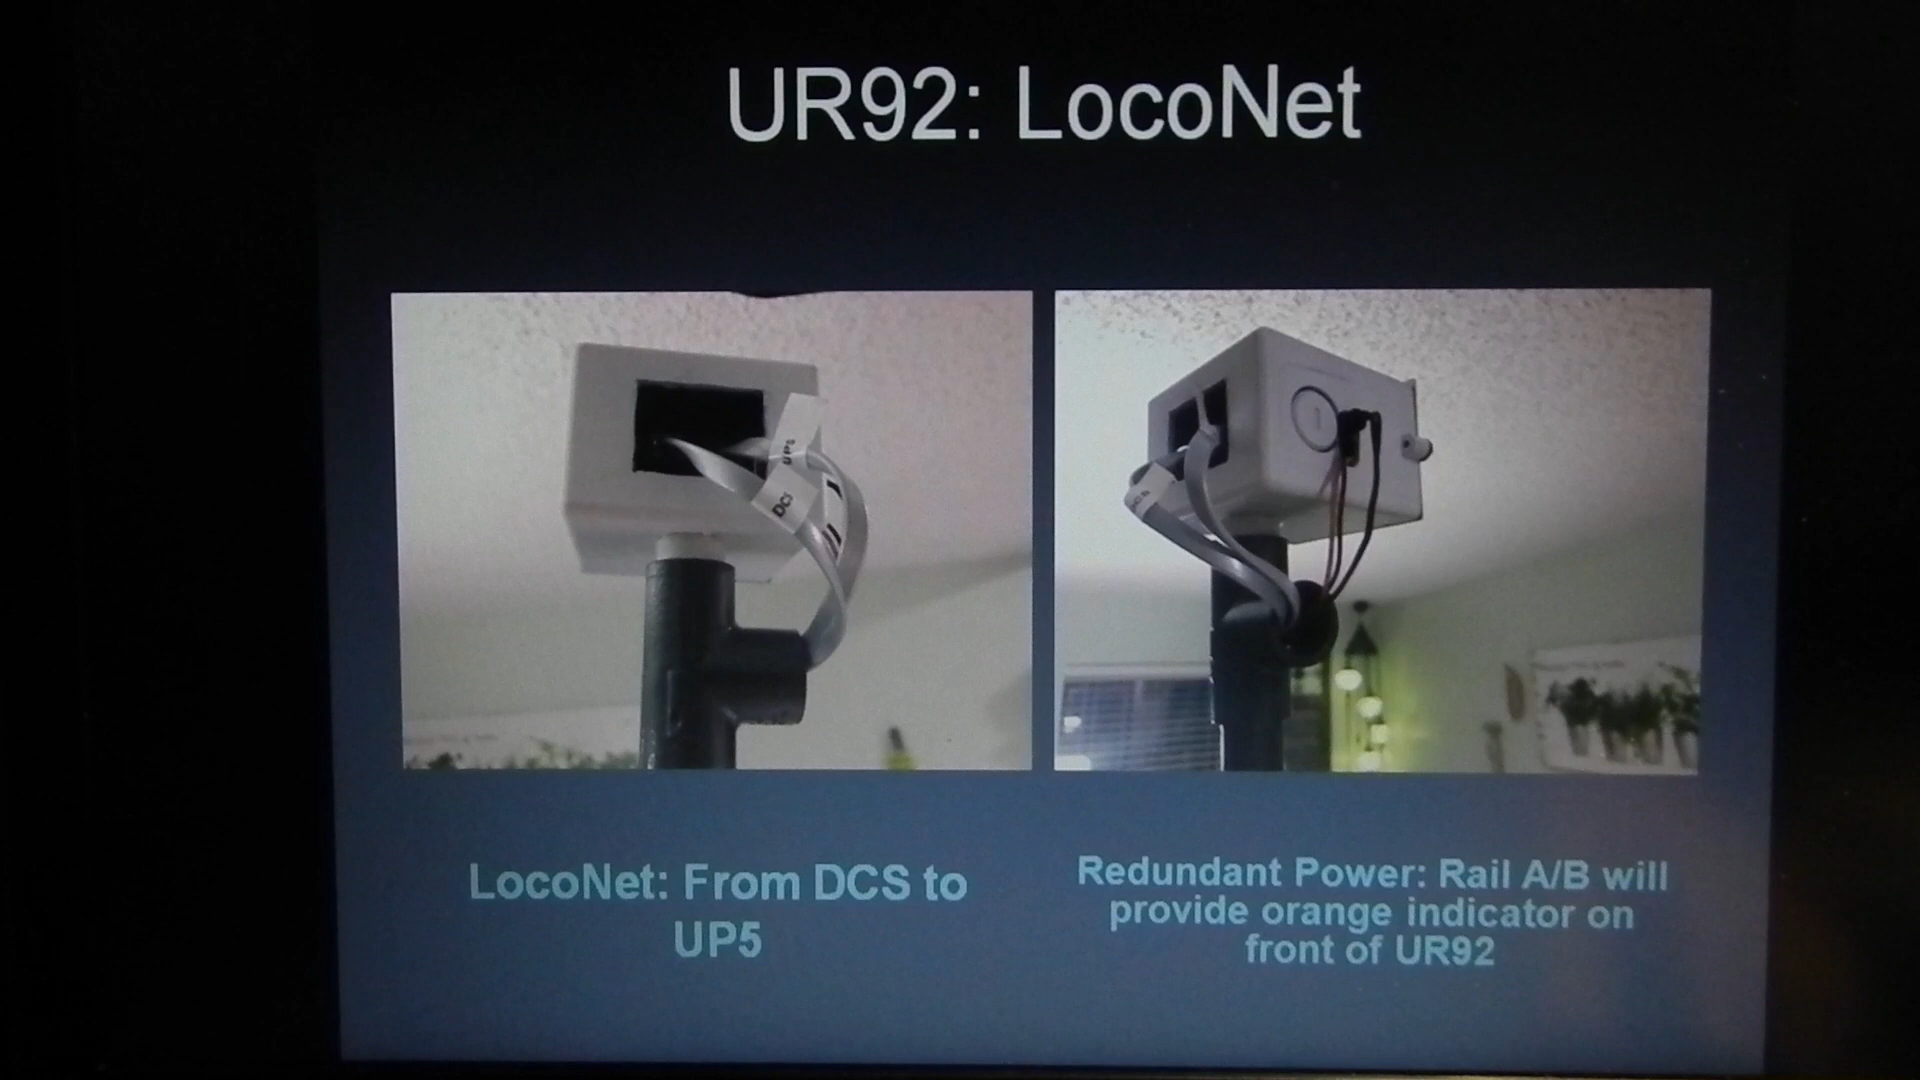 UR92: LocoNet
UP5
DCS
LocoNet: From DCS to
UP5
Redundant Power: Rail A/B will
provide orange indicator on
front of UR92